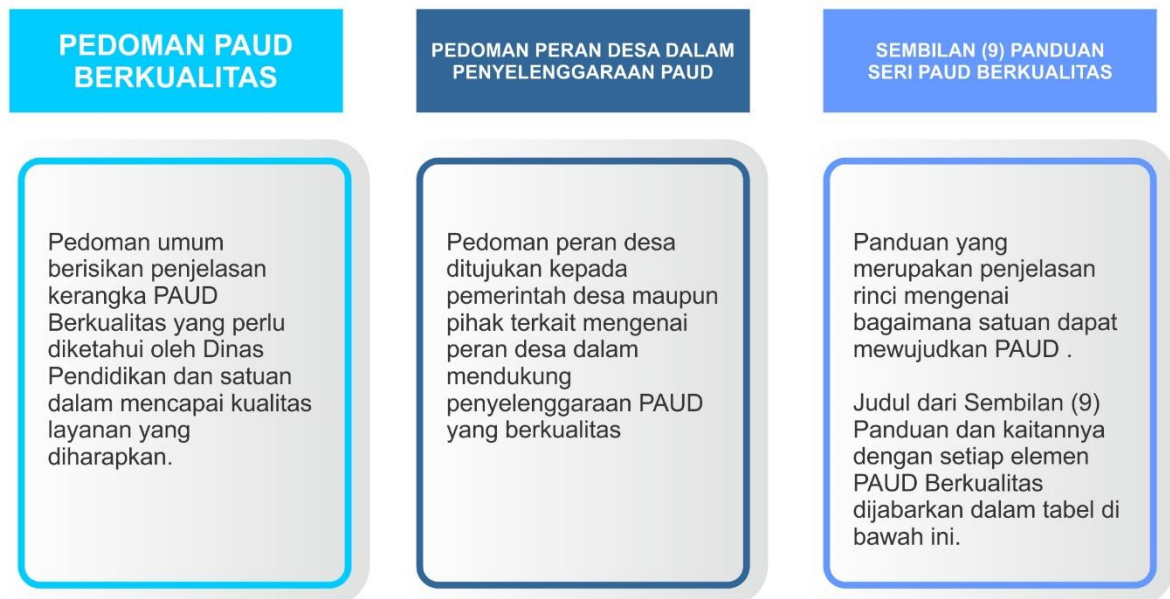 PEDOMAN PAUD
BERKUALITAS
Pedoman umum
berisikan penjelasan
kerangka PAUD
Berkualitas yang perlu
diketahui oleh Dinas
Pendidikan dan satuan
dalam mencapai kualitas
layanan yang
diharapkan.
PEDOMAN PERAN DESA DALAM
PENYELENGGARAAN PAUD
Pedoman peran desa
ditujukan kepada
pemerintah desa maupun
pihak terkait mengenai
peran desa dalam
mendukung
penyelenggaraan PAUD
yang berkualitas
SEMBILAN (9) PANDUAN
SERI PAUD BERKUALITAS
Panduan yang
merupakan penjelasan
rinci mengenai
bagaimana satuan dapat
mewujudkan PAUD .
Judul dari Sembilan (9)
Panduan dan kaitannya
dengan setiap elemen
PAUD Berkualitas
dijabarkan dalam tabel di
bawah ini.